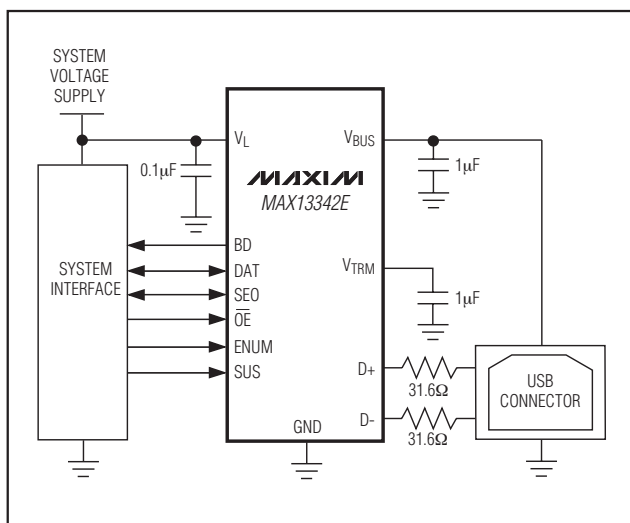 SYSTEM
VOLTAGE
SUPPLY
VL
VBUS
0.1µF
1µF
MAXIM
MAX13342E
SYSTEM
INTERFACE
BD
DAT
SEO
OE
ENUM
SUS
VTRM
1µF
D+
31.6Ω
D-
31.6Ω
GND
USB
CONNECTOR